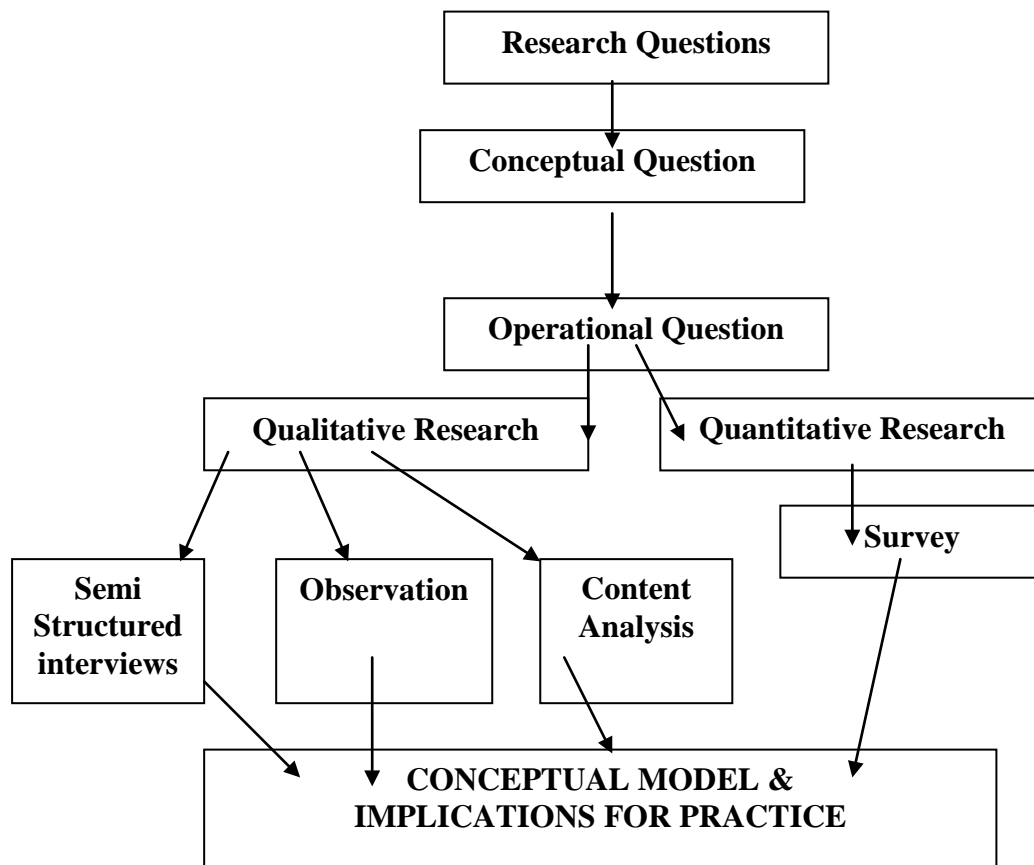 Research Questions
Conceptual Question
Operational Question
Qualitative Research
Quantitative Research
Survey
Semi
Structured
interviews
Observation
Content
Analysis
CONCEPTUAL MODEL &
IMPLICATIONS FOR PRACTICE